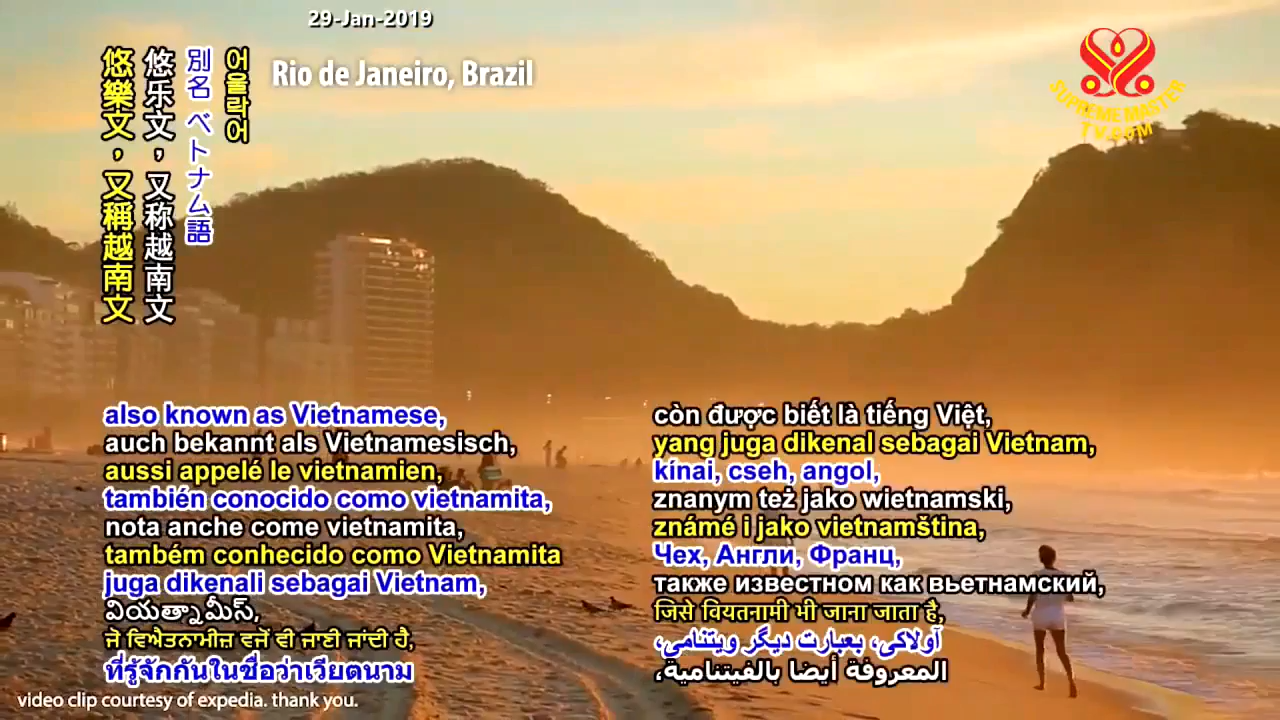 29-Jan-2019
Rio de Janeiro, Brazil
SUPREME MASTER
TV.COM
어울락어
別名 ベトナム語
悠乐文，又称越南文
悠樂文，又稱越南文
also known as Vietnamese,
auch bekannt als Vietnamesisch,
aussi appelé le vietnamien,
también conocido como vietnamita,
nota anche come vietnamita,
também conhecido como Vietnamita
juga dikenali sebagai Vietnam,
వియత్నామీస్,
ਜੋ ਵਿਐਤਨਾਮੀਜ਼ ਵਜੋਂ ਵੀ ਜਾਣੀ ਜਾਂਦੀ ਹੈ,
ที่รู้จักกันในชื่อว่าเวียตนาม
còn được biết là tiếng Việt,
yang juga dikenal sebagai Vietnam,
kínai, cseh, angol,
znanym też jako wietnamski,
známé i jako vietnamština,
Чех, Англи, Франц,
также известном как вьетнамский,
जिसे वियतनामी भी जाना जाता है,
آولاکی، بعبارت دیگر ویتنامی،
المعروفة أيضا بالفيتنامية،
video clip courtesy of expedia. thank you.